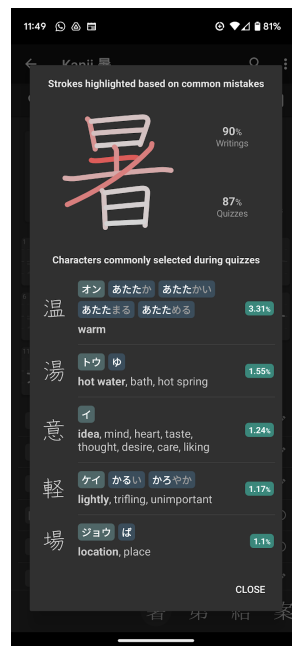 11:49 81%
Kanji 暑
Strokes highlighted based on common mistakes
暑
90%
Writings
87%
Quizzes
Characters commonly selected during quizzes
温 オン あたたか あたたかい
あたたまる あたためる 3.31%
warm
湯 トウ ゆ 1.55%
hot water, bath, hot spring
意 イ 1.24%
idea, mind, heart, taste,
thought, desire, care, liking
軽 ケイ かるい かろやか 1.17%
lightly, trifling, unimportant
場 ジョウ ば 1.1%
location, place
CLOSE
暑 第 結 案